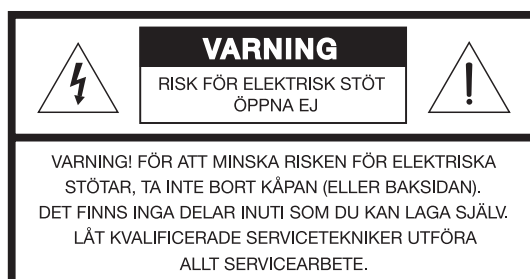 VARNING
RISK FÖR ELEKTRISK STÖT
ÖPPNA EJ
VARNING! FÖR ATT MINSKA RISKEN FÖR ELEKTRISKA
STÖTAR, TA INTE BORT KÅPAN (ELLER BAKSIDAN).
DET FINNS INGA DELAR INUTI SOM DU KAN LAGA SJÄLV.
LÅT KVALIFICERADE SERVICETEKNIKER UTFÖRA
ALLT SERVICEARBETE.